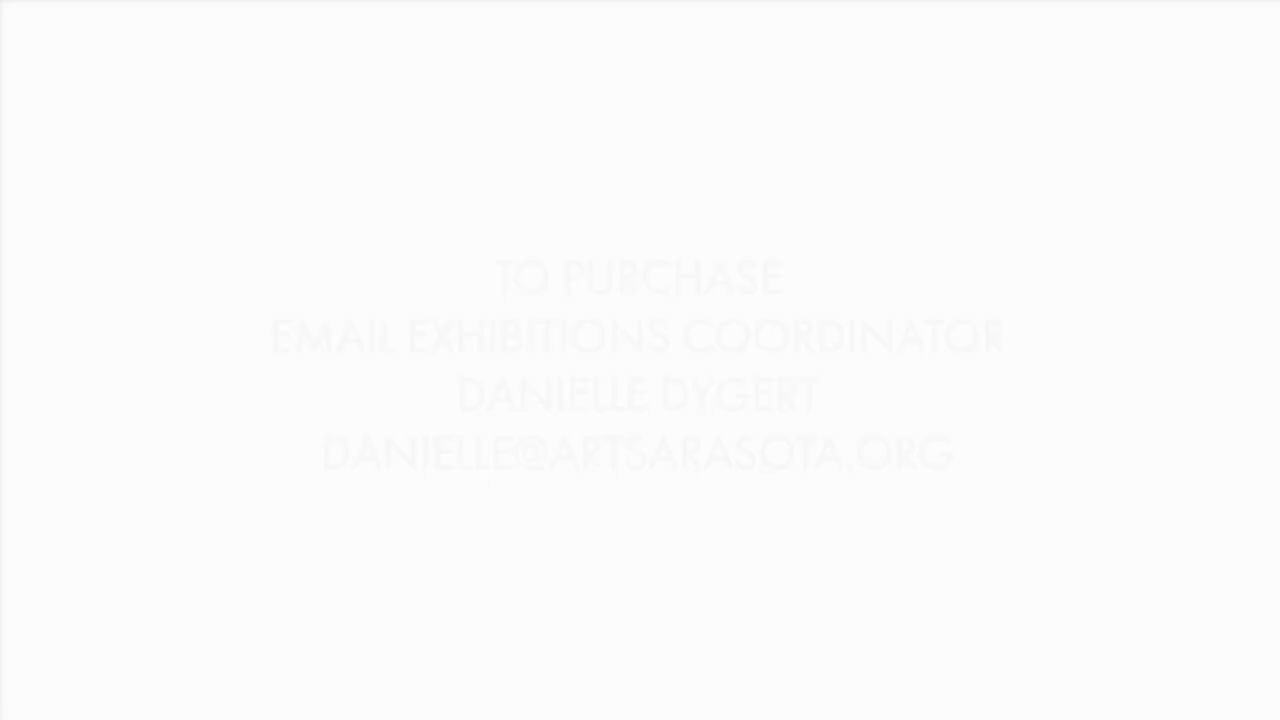 TO PURCHASE
EMAIL EXHIBITIONS COORDINATOR
DANIELLE DYGERT
DANIELLE@ARTSARASOTA.ORG